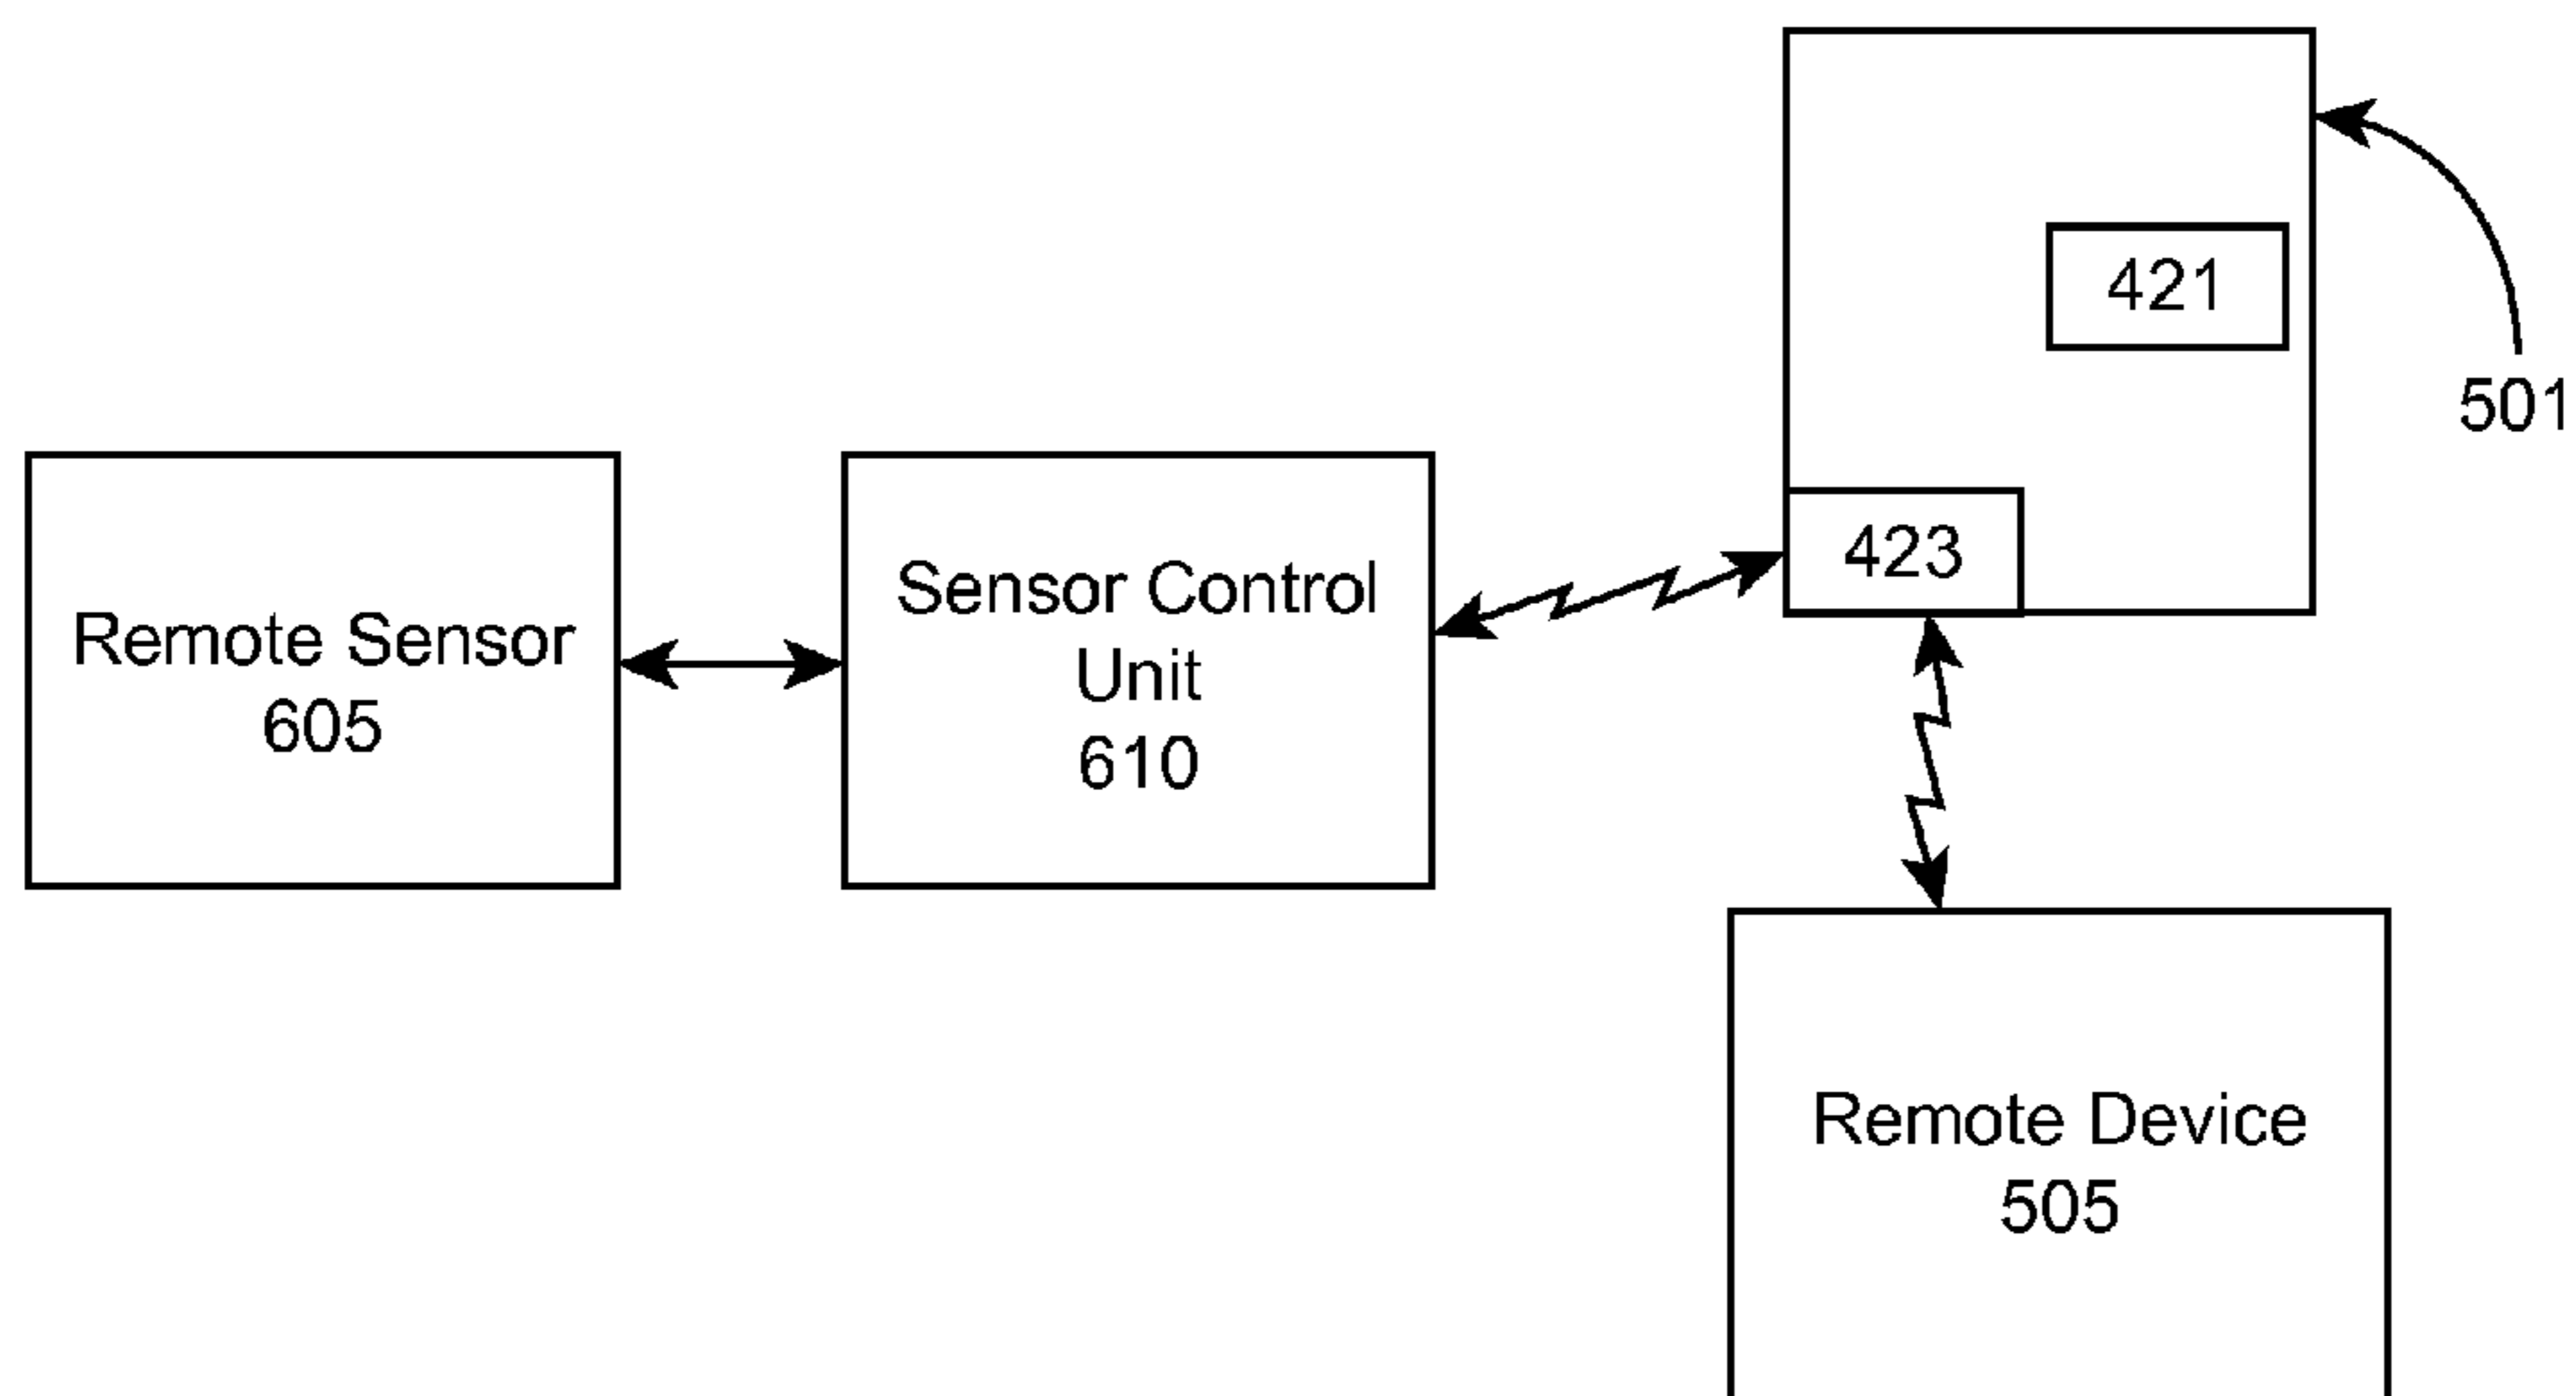 421
501
423
Remote Sensor
605
Sensor Control
Unit
610
Remote Device
505